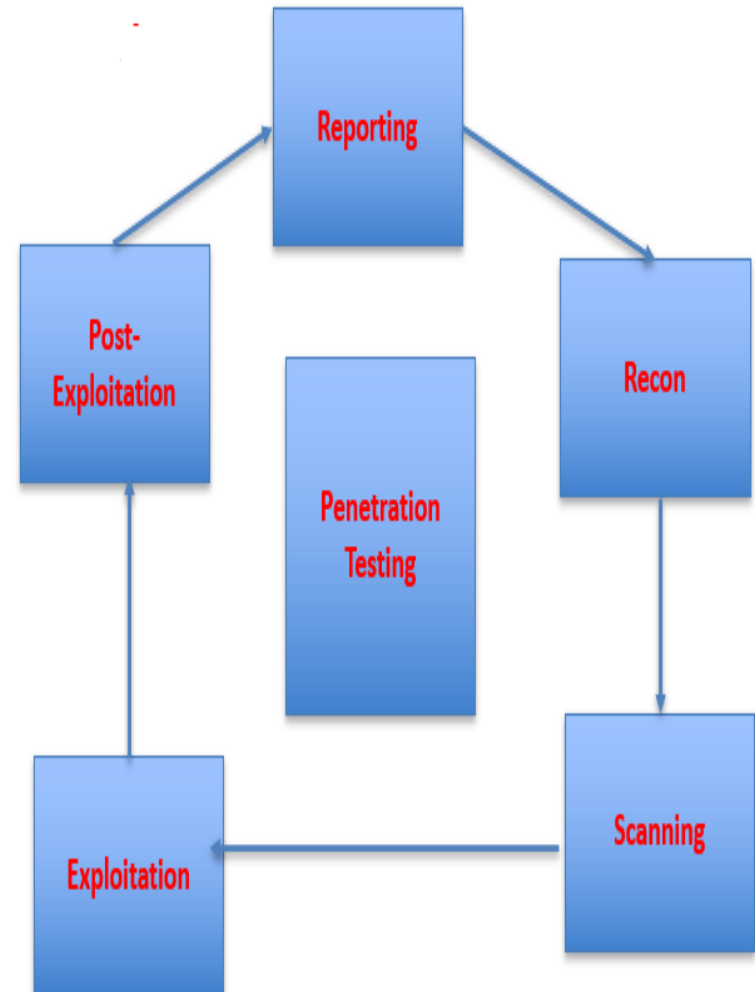 Reporting
Post-
Exploitation
Recon
Penetration
Testing
Scanning
Exploitation